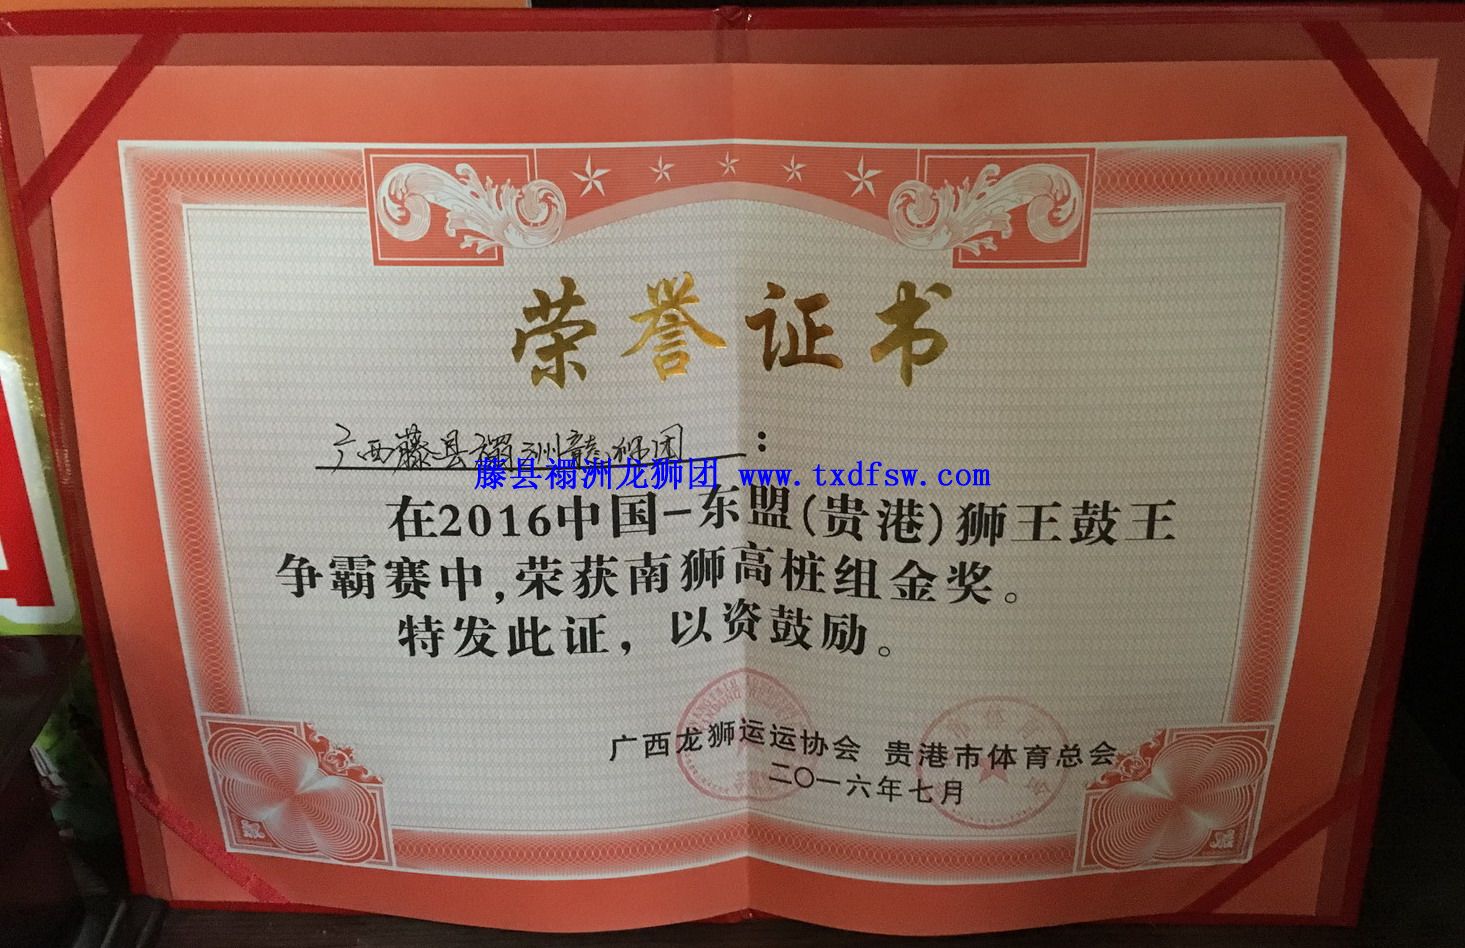 荣誉证书
广西藤县禤洲龙狮团：
藤县禤洲龙狮团 www.txdfsw.com
在2016中国-东盟(贵港)狮王鼓王
争霸赛中,荣获南狮高桩组金奖。
特发此证，以资鼓励。
广西龙狮运运协会 贵港市体育总会
二〇一六年七月